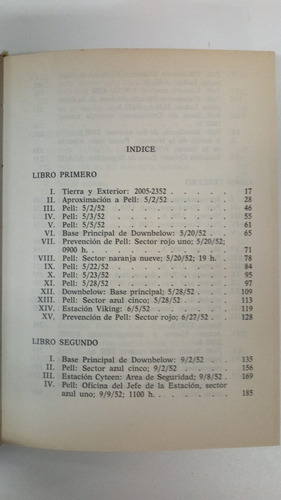 INDICE
LIBRO PRIMERO
I. Tierra y Exterior: 2005-2352 . . . . . 17
II. Aproximación a Pell: 5/2/52 . . . . . 28
III. Pell: 5/2/52 . . . . . . . . . 46
IV. Pell: 5/3/52 . . . . . . . . . 55
V. Pell: 5/5/52 . . . . . . . . . 61
VI. Base Principal de Downbelow: 5/20/52 . . 65
VII. Prevención de Pell: Sector rojo uno; 5/20/52;
0900 h. . . . . . . . . . . 71
VIII. Pell: Sector naranja nueve; 5/20/52; 19 h. . 78
IX. Pell: 5/22/52 . . . . . . . . . 84
X. Pell: 5/23/52 . . . . . . . . . 95
XI. Pell: 5/28/52 . . . . . . . . . 97
XII. Downbelow: Base principal; 5/28/52 . . . 109
XIII. Pell: Sector azul cinco; 5/28/52 . . . . 113
XIV. Estación Viking: 6/5/52 . . . . . . 119
XV. Prevención de Pell: Sector rojo; 6/27/52 . . 128
LIBRO SEGUNDO
I. Base Principal de Downbelow: 9/2/52 . . . 135
II. Pell: Sector azul cinco; 9/2/52 . . . . . 156
III. Estación Cyteen: Area de Seguridad; 9/8/52 . 169
IV. Pell: Oficina del Jefe de la Estación, sector
azul uno; 9/9/52; 1100 h. . . . . . . 185